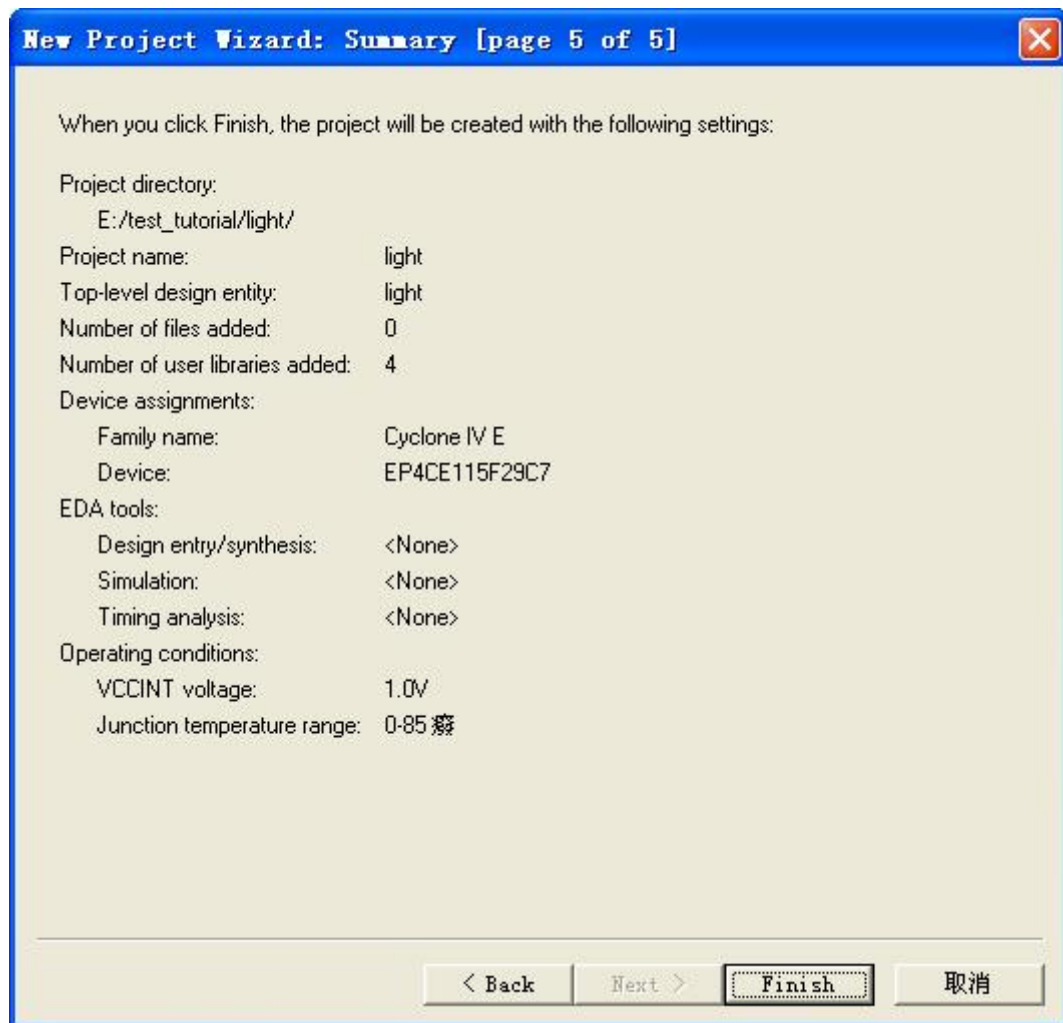 New Project Wizard: Summary [page 5 of 5]
When you click Finish, the project will be created with the following settings:
Project directory:
E:/test_tutorial/light/
Project name: light
Top-level design entity: light
Number of files added: 0
Number of user libraries added: 4
Device assignments:
Family name: Cyclone IV E
Device: EP4CE115F29C7
EDA tools:
Design entry/synthesis: <None>
Simulation: <None>
Timing analysis: <None>
Operating conditions:
VCCINT voltage: 1.0V
Junction temperature range: 0-85 癈
< Back Next > Finish 取消